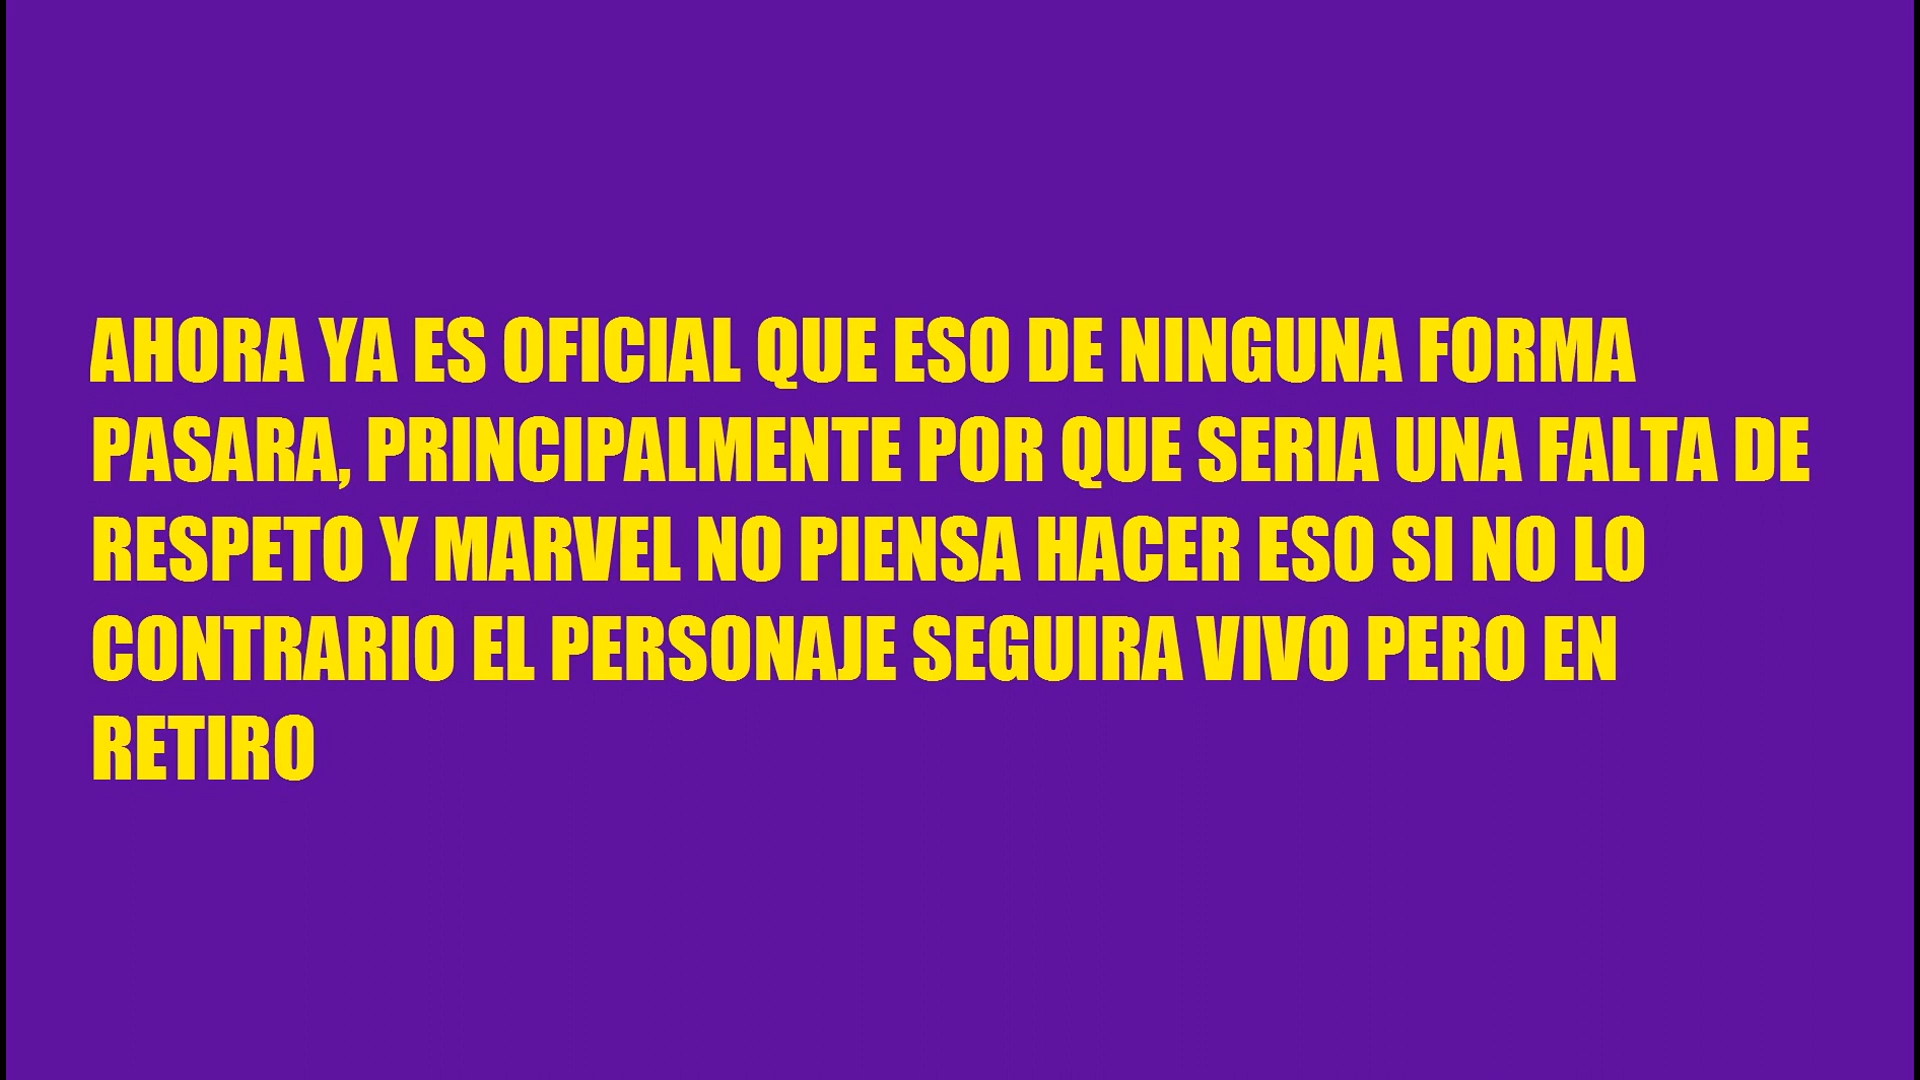 AHORA YA ES OFICIAL QUE ESO DE NINGUNA FORMA
PASARA, PRINCIPALMENTE POR QUE SERIA UNA FALTA DE
RESPETO Y MARVEL NO PIENSA HACER ESO SI NO LO
CONTRARIO EL PERSONAJE SEGUIRA VIVO PERO EN
RETIRO